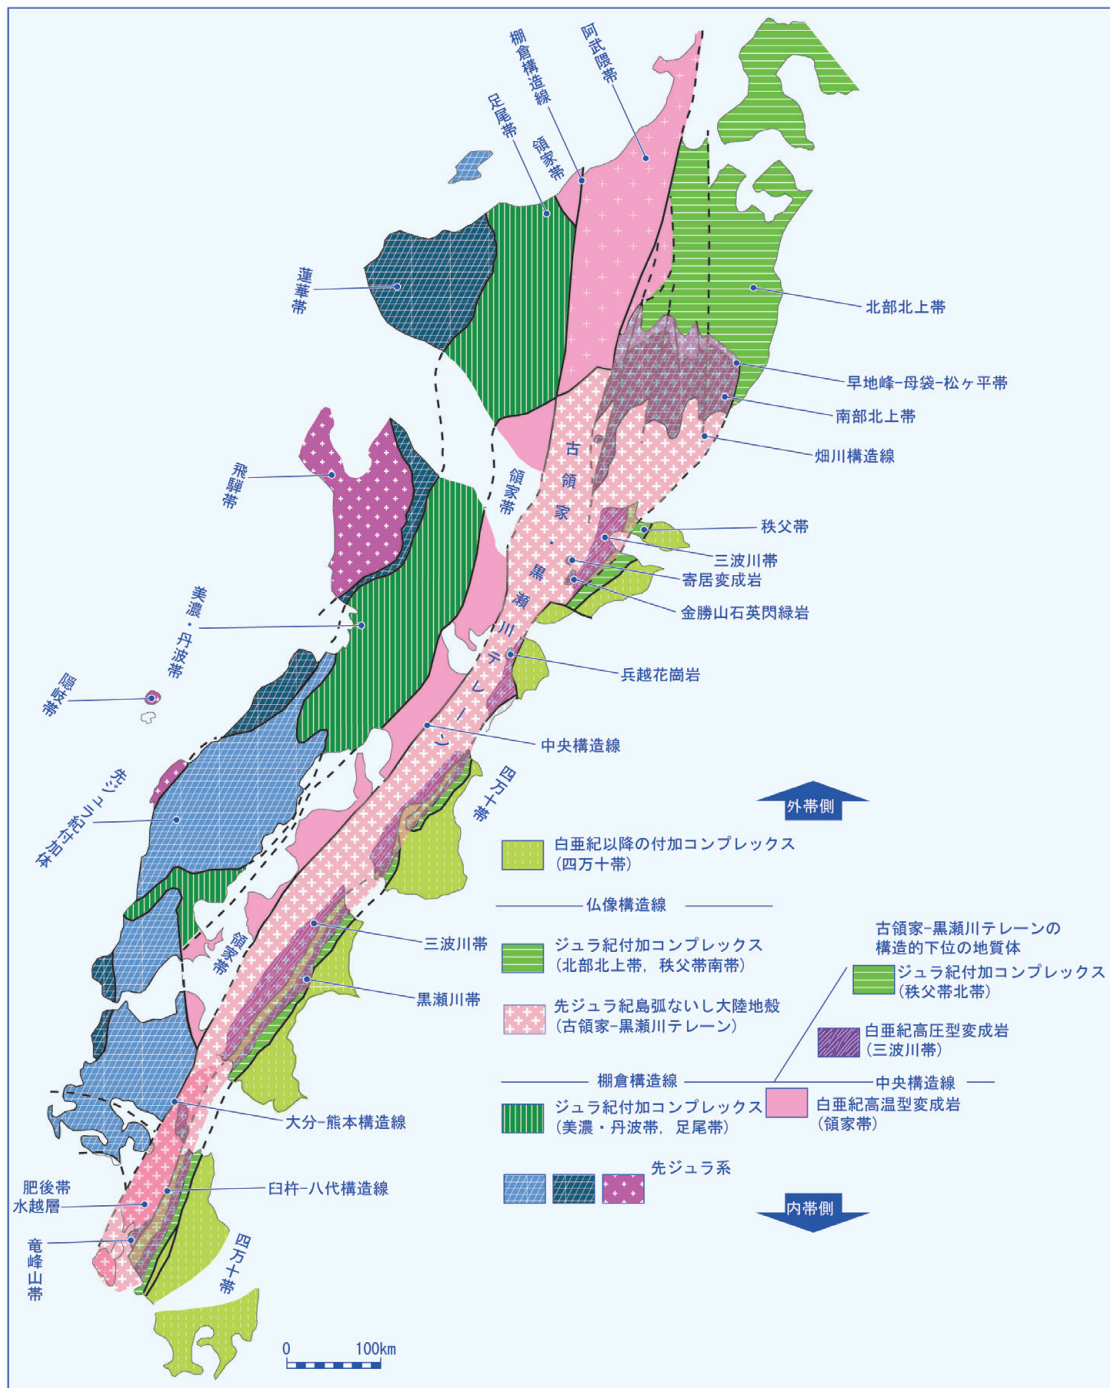 棚倉構造線
阿武隈帯
足尾帯
領家帯
蓮華帯
北部北上帯
早地峰−母袋−松ヶ平帯
南部北上帯
畑川構造線
飛騨帯
領家帯
古領家・黒瀬川テレーン
秩父帯
三波川帯
寄居変成岩
金勝山石英閃緑岩
兵越花崗岩
美濃・丹波帯
隠岐帯
中央構造線
四万十帯
先ジュラ紀付加体
外帯側
白亜紀以降の付加コンプレックス
(四万十帯)
仏像構造線
ジュラ紀付加コンプレックス
(北部北上帯, 秩父帯南帯)
先ジュラ紀島弧ないし大陸地殻
(古領家−黒瀬川テレーン)
古領家−黒瀬川テレーンの
構造的下位の地質体
ジュラ紀付加コンプレックス
(秩父帯北帯)
白亜紀高圧型変成岩
(三波川帯)
棚倉構造線
中央構造線
ジュラ紀付加コンプレックス
(美濃・丹波帯, 足尾帯)
白亜紀高温型変成岩
(領家帯)
先ジュラ系
内帯側
領家帯
三波川帯
黒瀬川帯
大分−熊本構造線
臼杵−八代構造線
肥後帯
水越層
竜峰山帯
四万十帯
0 100km